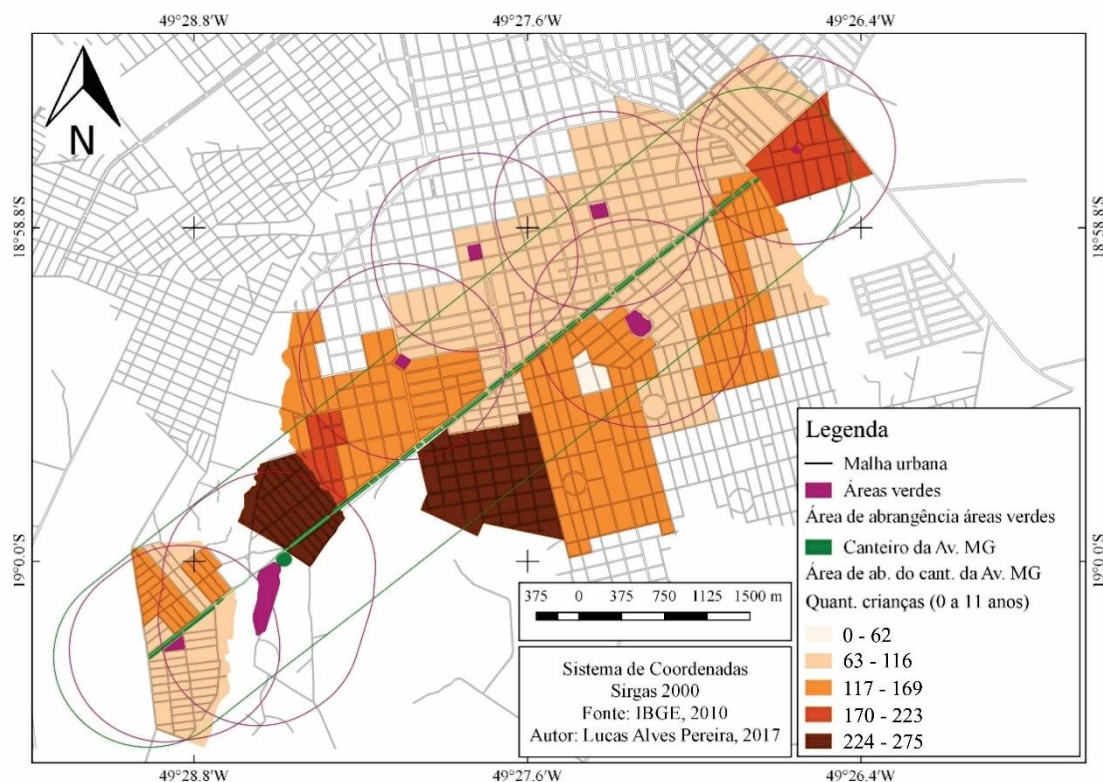 49°28.8'W 49°27.6'W 49°26.4'W
N
18°58.8'S 18°58.8'S
19°0.0'S 19°0.0'S
Legenda
Malha urbana
Áreas verdes
Área de abrangência áreas verdes
Canteiro da Av. MG
Área de ab. do cant. da Av. MG
Quant. crianças (0 a 11 anos)
0 - 62
63 - 116
117 - 169
170 - 223
224 - 275
375 0 375 750 1125 1500 m
Sistema de Coordenadas
Sirgas 2000
Fonte: IBGE, 2010
Autor: Lucas Alves Pereira, 2017
49°28.8'W 49°27.6'W 49°26.4'W